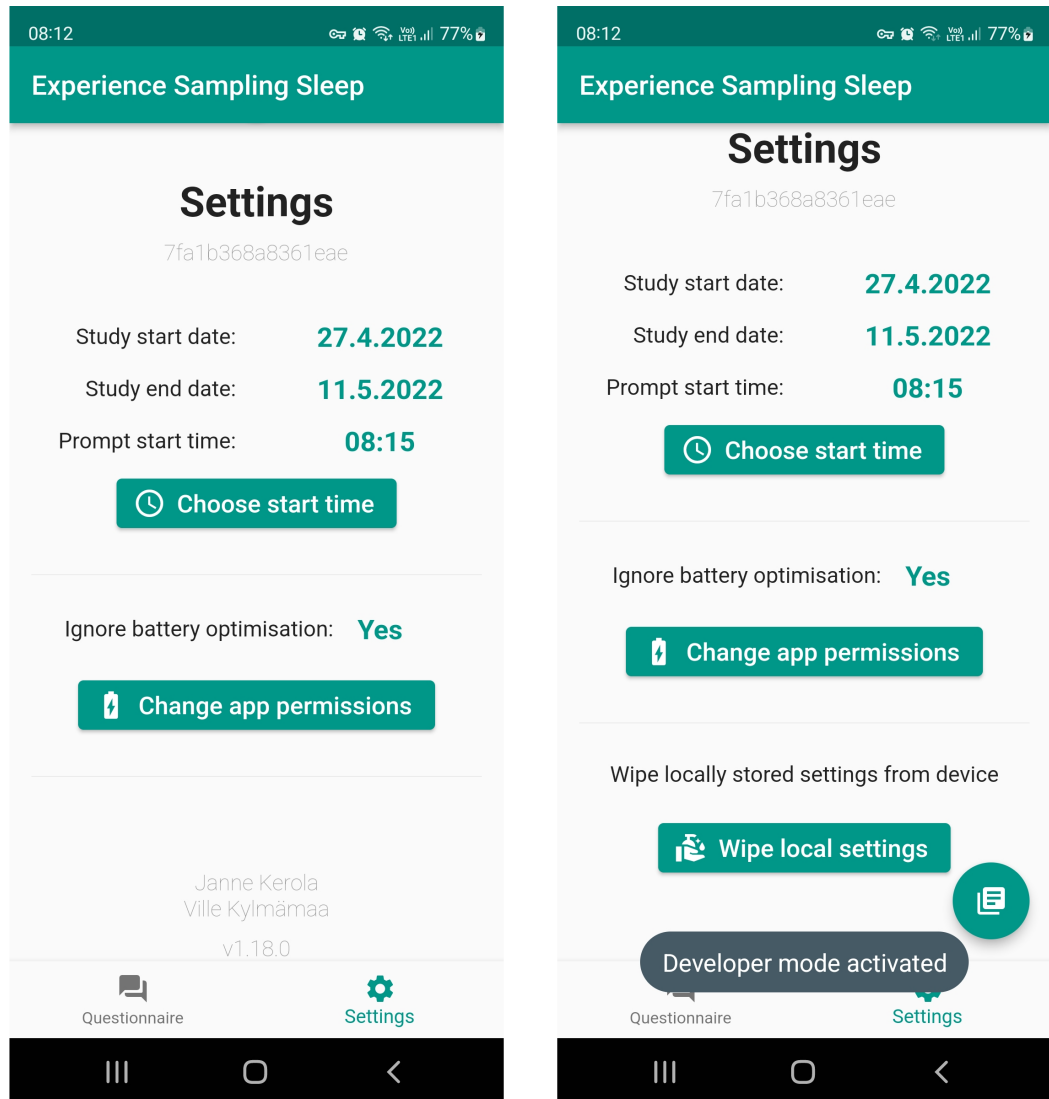 08:12
Vo)) LTE1 77%
Experience Sampling Sleep
Settings
7fa1b368a8361eae
Study start date: 27.4.2022
Study end date: 11.5.2022
Prompt start time: 08:15
Choose start time
Ignore battery optimisation: Yes
Change app permissions
Janne Kerola
Ville Kylmämaa
v1.18.0
Questionnaire
Settings
08:12
Vo)) LTE1 77%
Experience Sampling Sleep
Settings
7fa1b368a8361eae
Study start date: 27.4.2022
Study end date: 11.5.2022
Prompt start time: 08:15
Choose start time
Ignore battery optimisation: Yes
Change app permissions
Wipe locally stored settings from device
Wipe local settings
Developer mode activated
Questionnaire
Settings